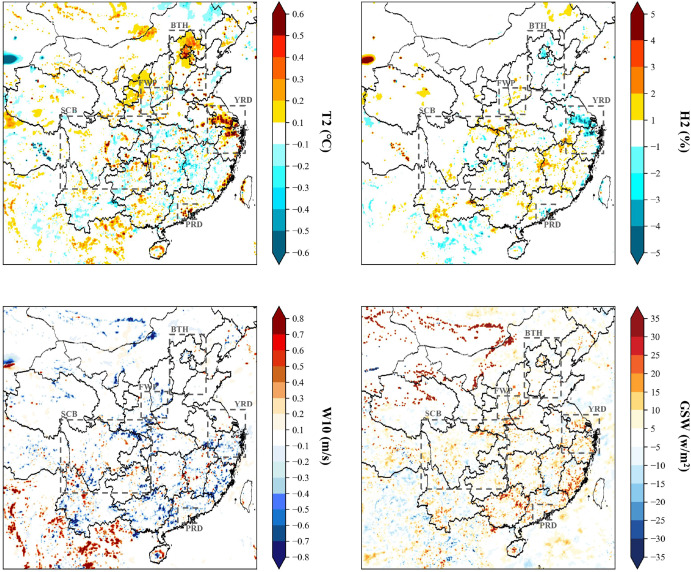 BTH
FWP
SCB
YRD
PRD
0.6
0.5
0.4
0.3
0.2
0.1
−0.1
−0.2
−0.3
−0.4
−0.5
−0.6
T2 (°C)
BTH
FWP
SCB
YRD
PRD
5
4
3
2
1
−1
−2
−3
−4
−5
H2 (%)
BTH
FWP
SCB
YRD
PRD
0.8
0.7
0.6
0.5
0.4
0.3
0.2
0.1
−0.1
−0.2
−0.3
−0.4
−0.5
−0.6
−0.7
−0.8
W10 (m/s)
BTH
FWP
SCB
YRD
PRD
35
30
25
20
15
10
5
−5
−10
−15
−20
−25
−30
−35
GSW (w/m²)